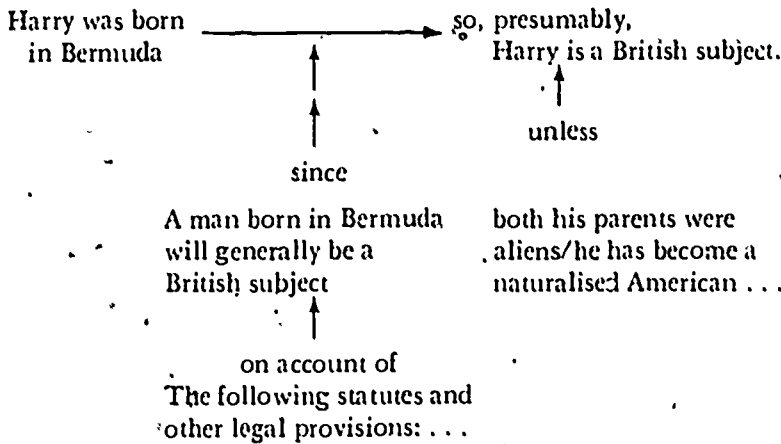 Harry was born
in Bermuda
so, presumably,
Harry is a British subject.
unless
since
A man born in Bermuda
will generally be a
British subject
both his parents were
aliens/he has become a
naturalised American . . .
on account of
The following statutes and
other legal provisions: . . .